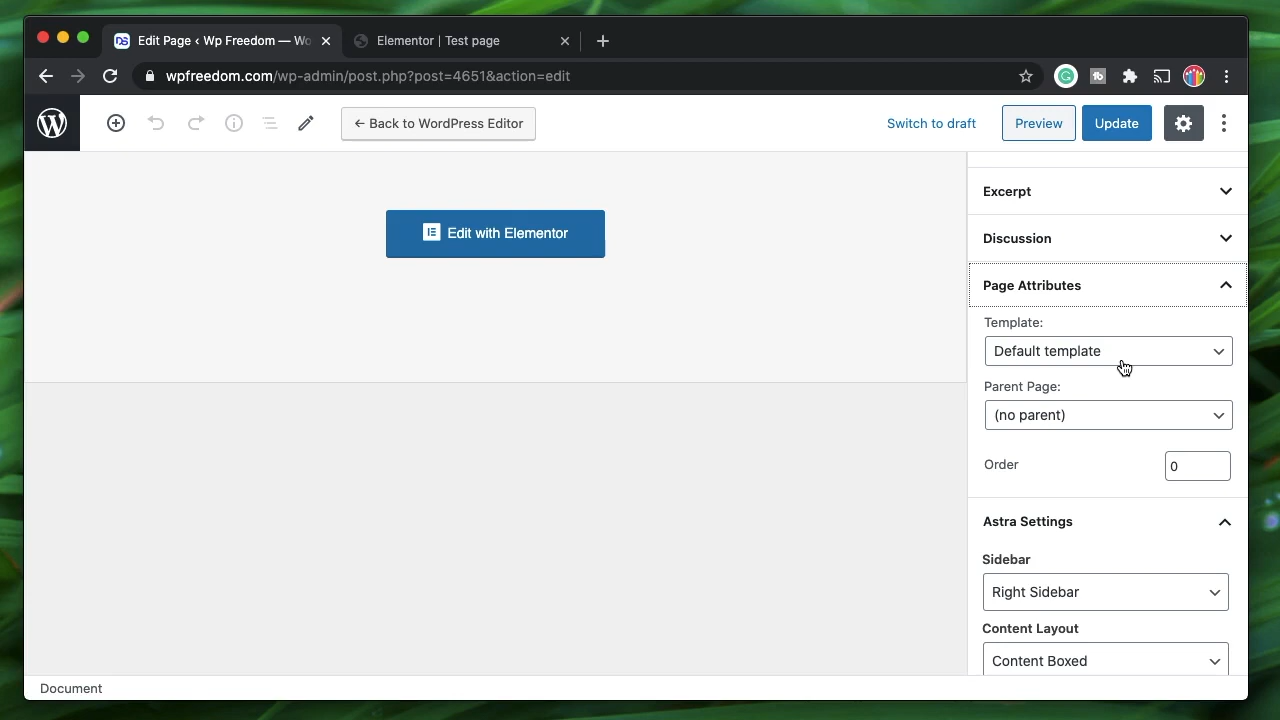 Edit Page ‹ Wp Freedom — Wo
Elementor | Test page
wpfreedom.com/wp-admin/post.php?post=4651&action=edit
← Back to WordPress Editor
Switch to draft
Preview
Update
Excerpt
Edit with Elementor
Discussion
Page Attributes
Template:
Default template
Parent Page:
(no parent)
Order
0
Astra Settings
Sidebar
Right Sidebar
Content Layout
Content Boxed
Document